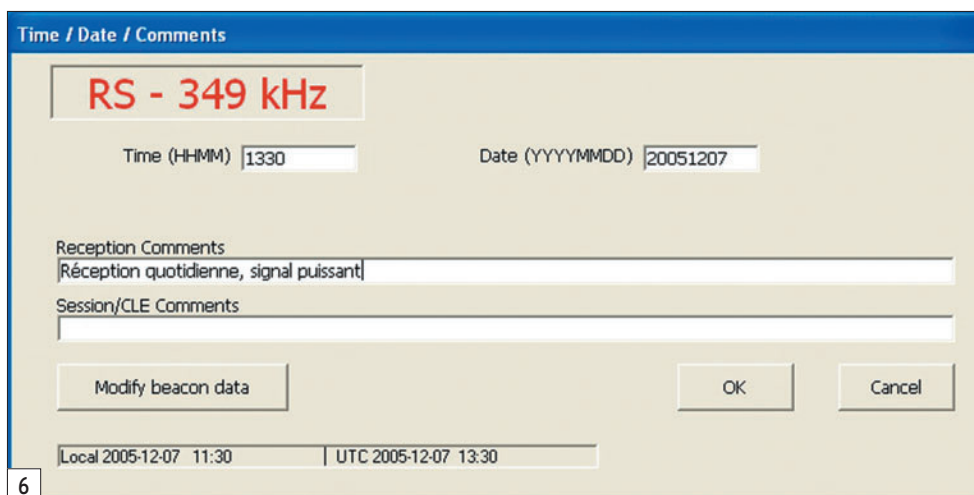 Time / Date / Comments
RS - 349 kHz
Time (HHMM) 1330 Date (YYYYMMDD) 20051207
Reception Comments
Réception quotidienne, signal puissant
Session/CLE Comments
Modify beacon data OK Cancel
Local 2005-12-07 11:30 UTC 2005-12-07 13:30
6